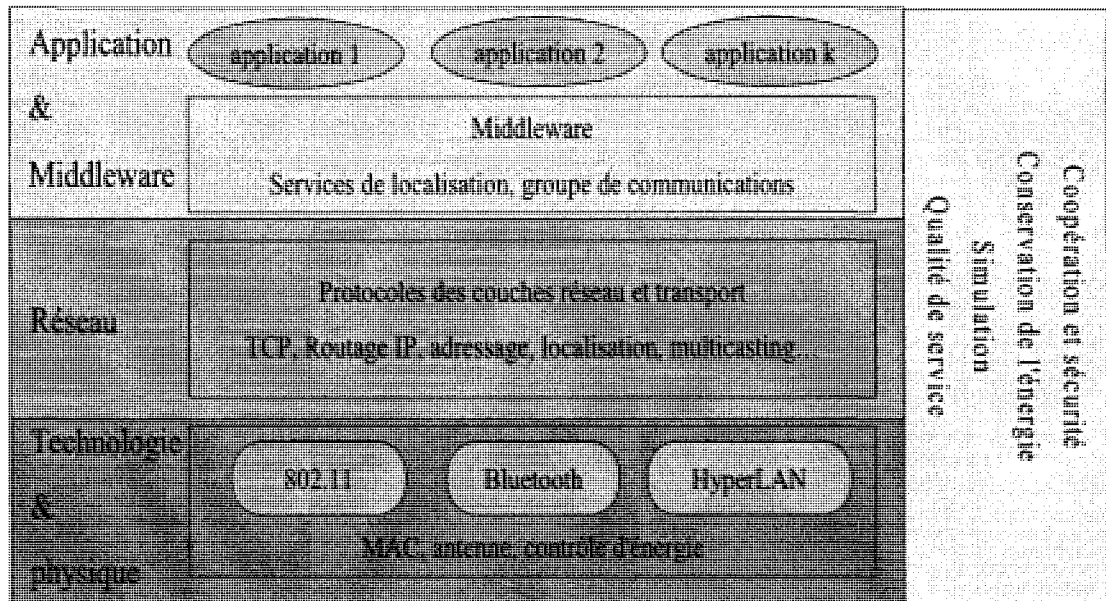 Application
&
Middleware
application 1
application 2
application k
Middleware
Services de localisation, groupe de communications
Réseau
Protocoles des couches réseau et transport
TCP, Routage IP, adressage, localisation, multicasting...
Technologie
&
physique
802.11
Bluetooth
HyperLAN
MAC, antenne, contrôle d'énergie
Coopération et sécurité
Conservation de l'énergie
Simulation
Qualité de service